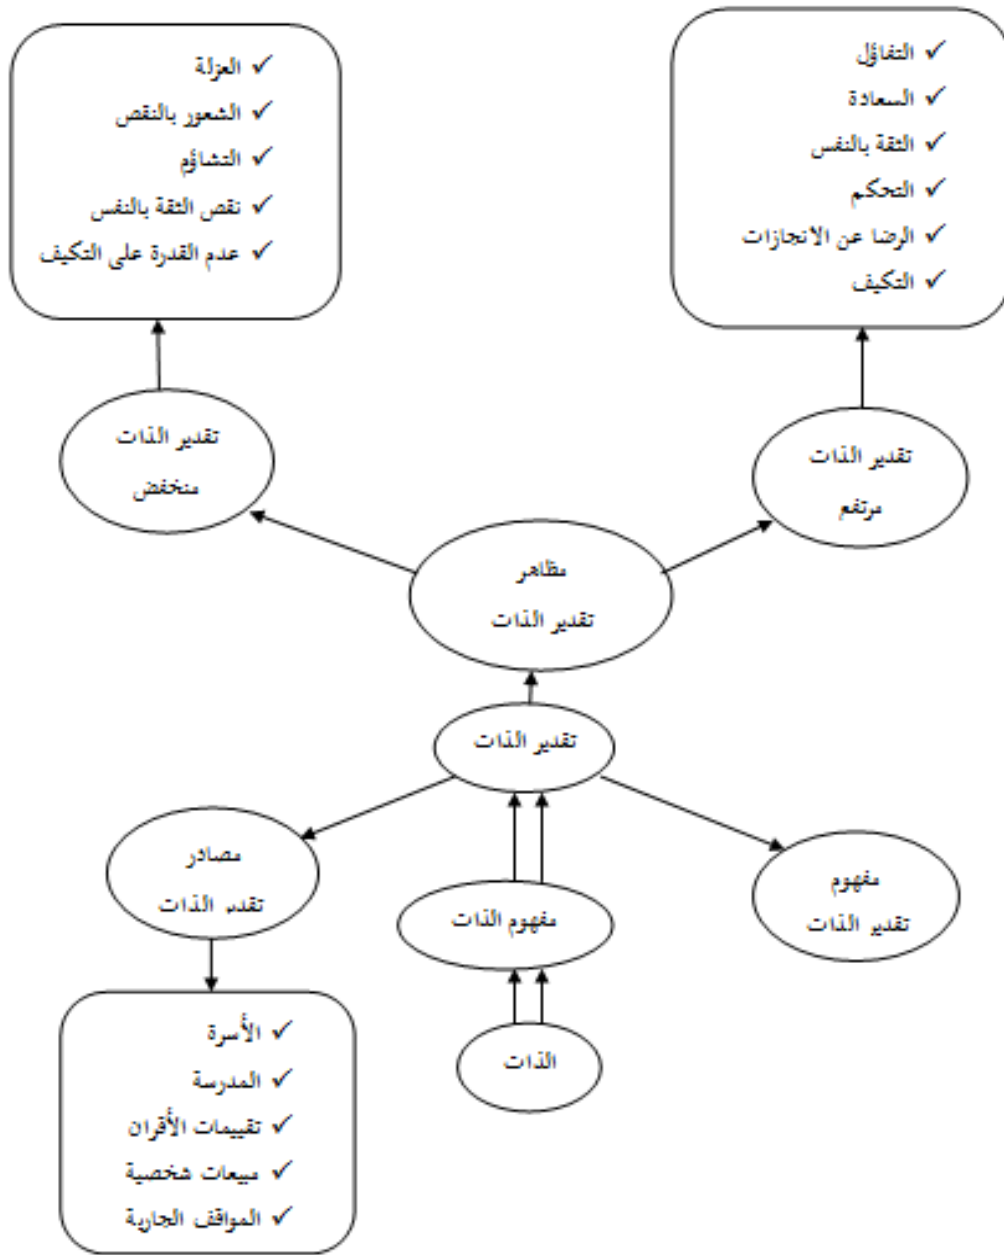 ✓ التفاؤل
✓ السعادة
✓ الثقة بالنفس
✓ التحكم
✓ الرضا عن الانجازات
✓ التكيف
✓ العزلة
✓ الشعور بالنقص
✓ التشاؤم
✓ نقص الثقة بالنفس
✓ عدم القدرة على التكيف
تقدير الذات
مرتفع
تقدير الذات
منخفض
مظاهر
تقدير الذات
تقدير الذات
مفهوم
تقدير الذات
مفهوم الذات
مصادر
تقدير الذات
الذات
✓ الأسرة
✓ المدرسة
✓ تقييمات الأقران
✓ مبيعات شخصية
✓ المواقف الجارية